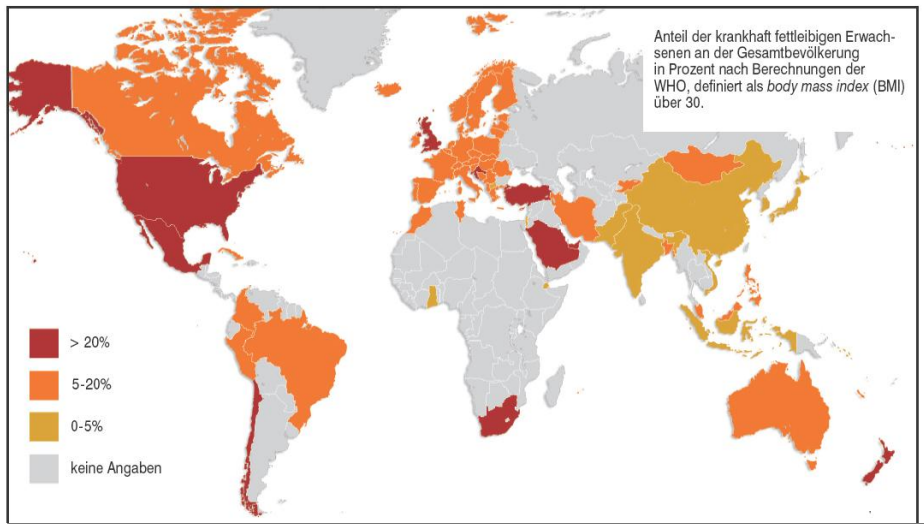 Anteil der krankhaft fettleibigen Erwach-
senen an der Gesamtbevölkerung
in Prozent nach Berechnungen der
WHO, definiert als body mass index (BMI)
über 30.
> 20%
5-20%
0-5%
keine Angaben